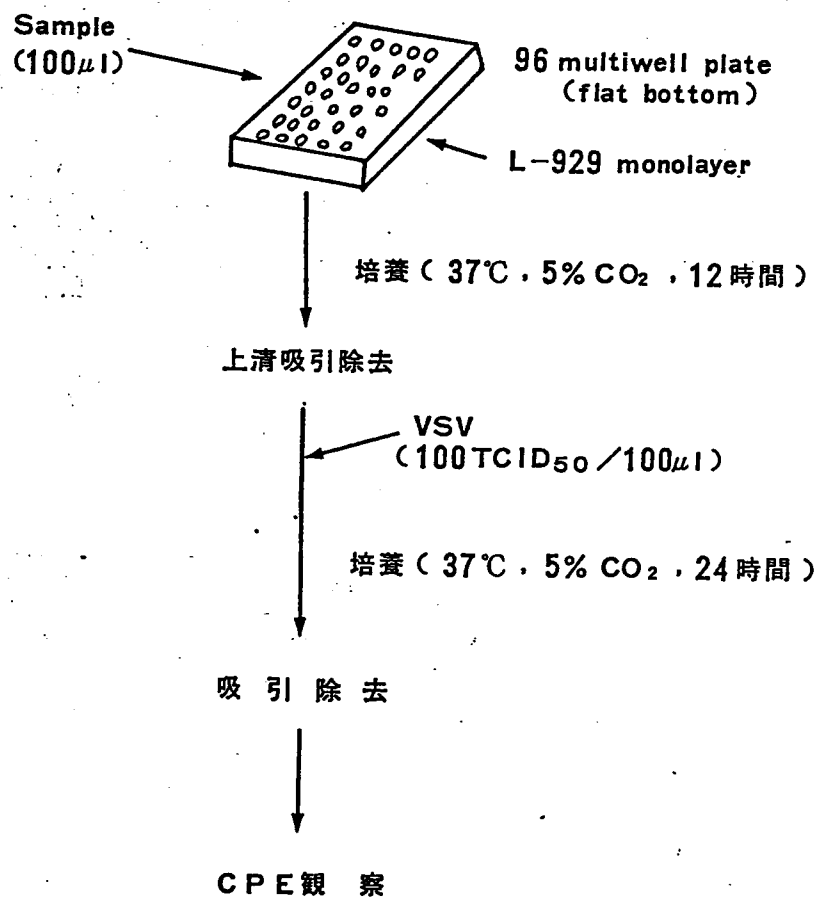 Sample
(100μl)
96 multiwell plate
(flat bottom)
L-929 monolayer
培養( 37℃, 5% CO₂ , 12時間)
上清吸引除去
VSV
(100TCID₅₀/100μl)
培養( 37℃, 5% CO₂ , 24時間)
吸引除去
CPE観察